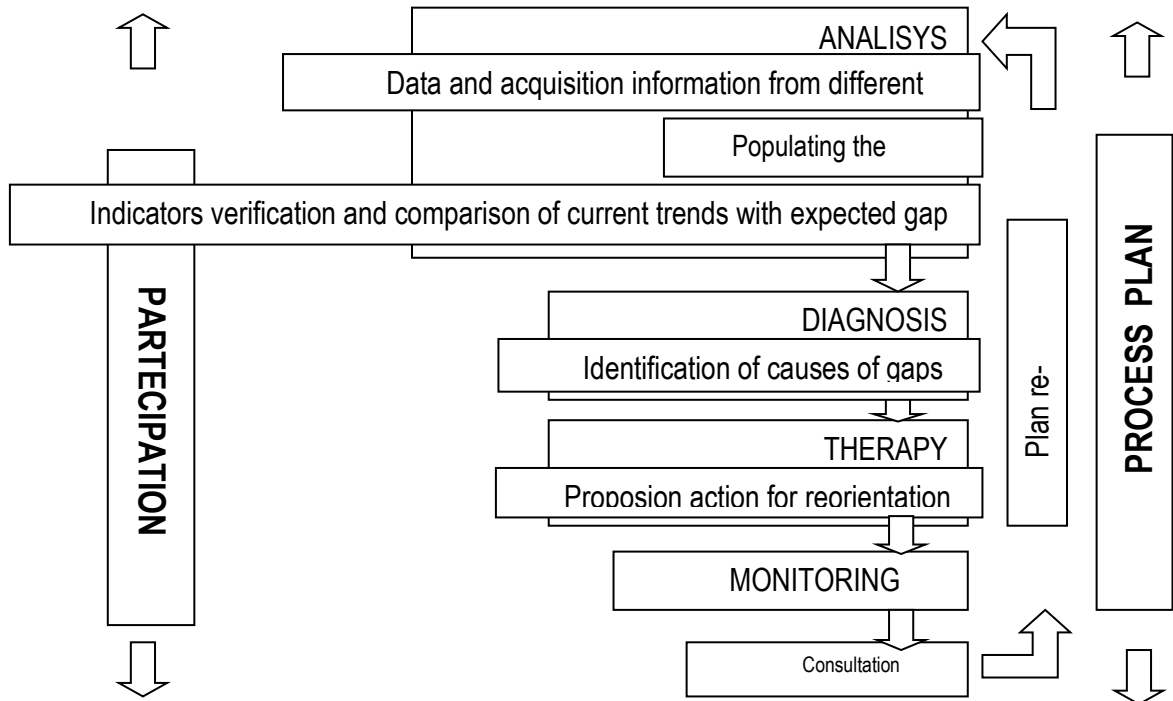 ANALISYS
Data and acquisition information from different
Populating the
Indicators verification and comparison of current trends with expected gap
DIAGNOSIS
Identification of causes of gaps
THERAPY
Proposion action for reorientation
MONITORING
Consultation
PARTECIPATION
Plan re-
PROCESS PLAN